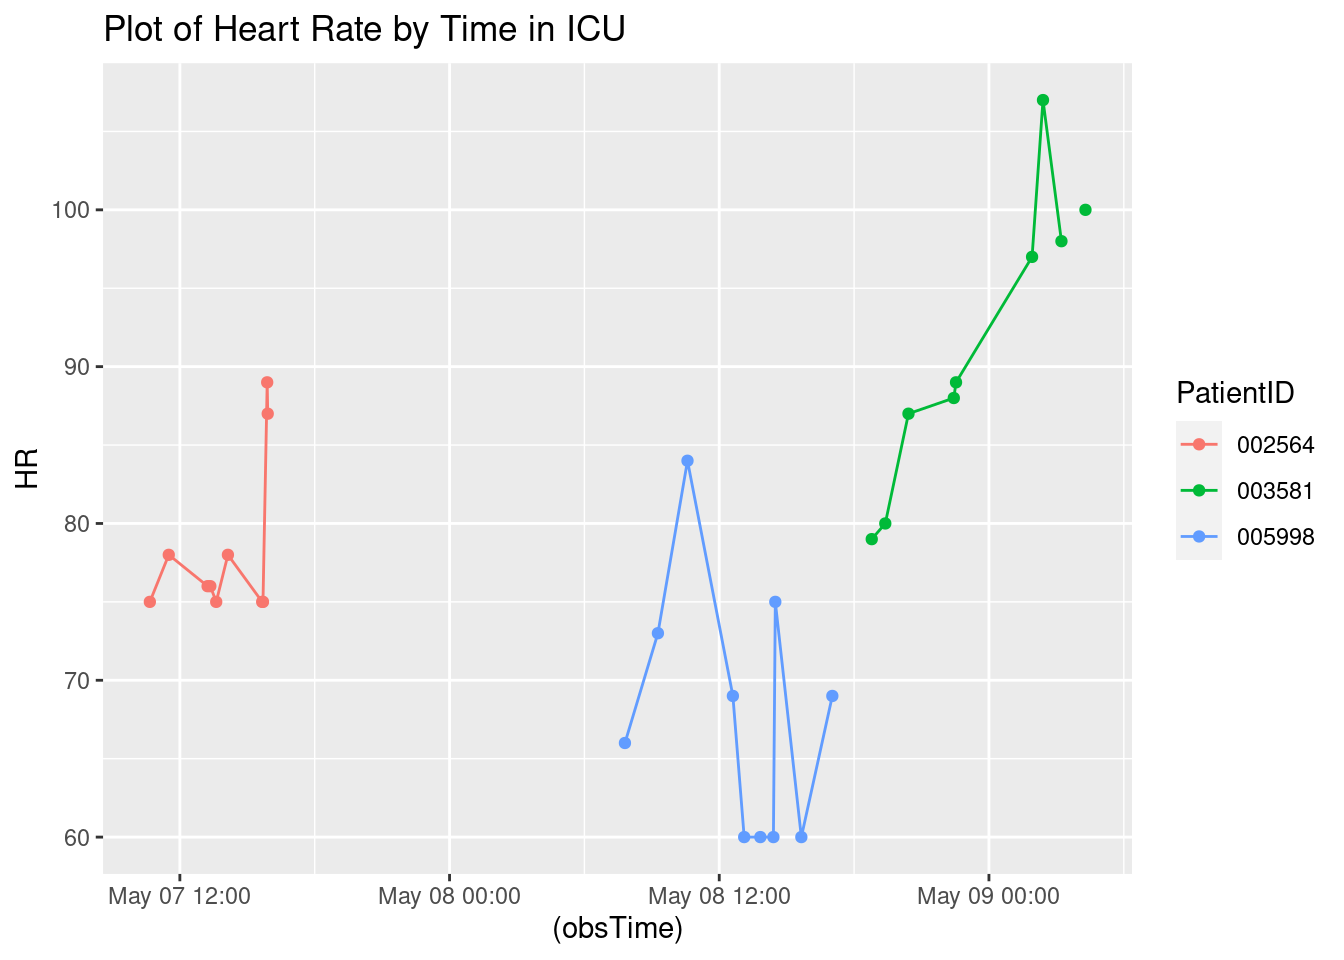 Plot of Heart Rate by Time in ICU
HR
100
90
80
70
60
May 07 12:00 May 08 00:00 May 08 12:00 May 09 00:00
(obsTime)
PatientID
002564
003581
005998